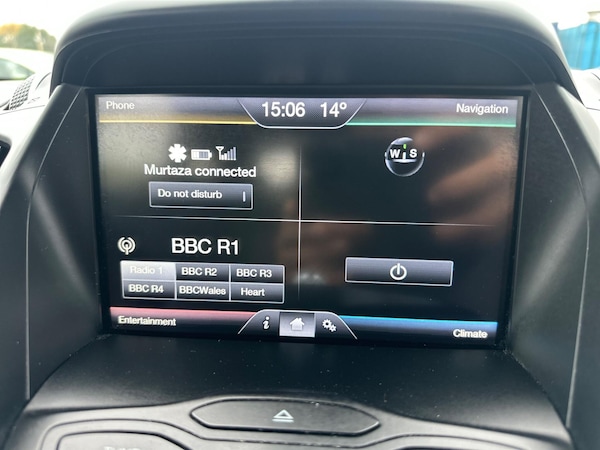 Phone
15:06 14°
Navigation
Murtaza connected
Do not disturb
W S
BBC R1
Radio 1 BBC R2 BBC R3
BBC R4 BBCWales Heart
Entertainment
i
Climate